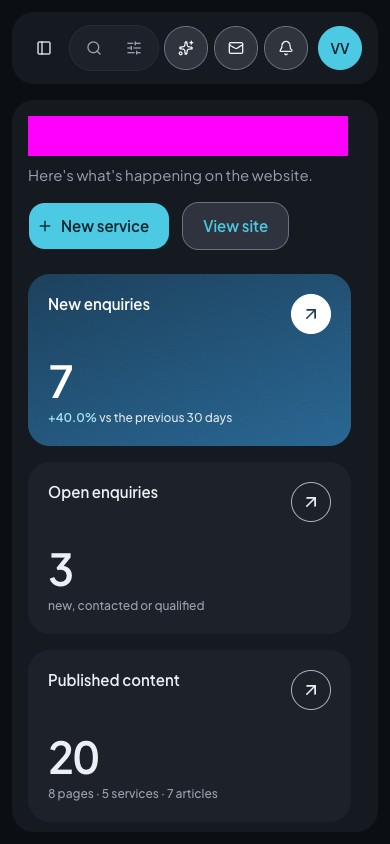 VV
Here's what's happening on the website.
+ New service
View site
New enquiries
7
+40.0% vs the previous 30 days
Open enquiries
3
new, contacted or qualified
Published content
20
8 pages · 5 services · 7 articles